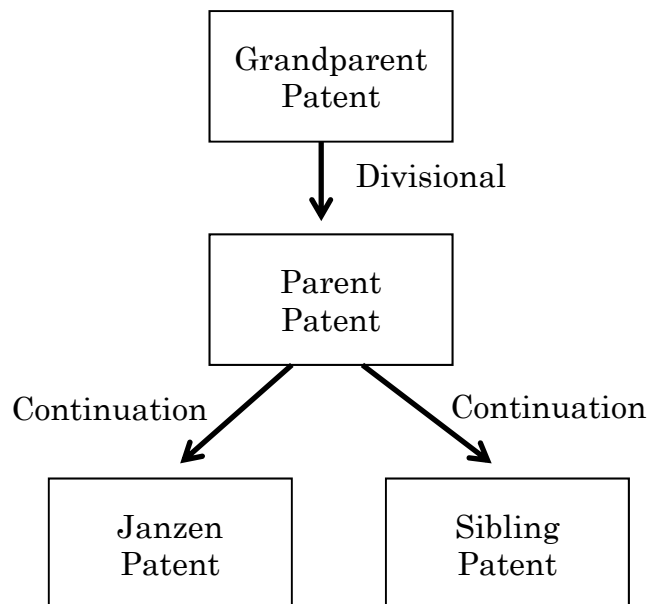 Grandparent
Patent
Divisional
Parent
Patent
Continuation
Continuation
Janzen
Patent
Sibling
Patent